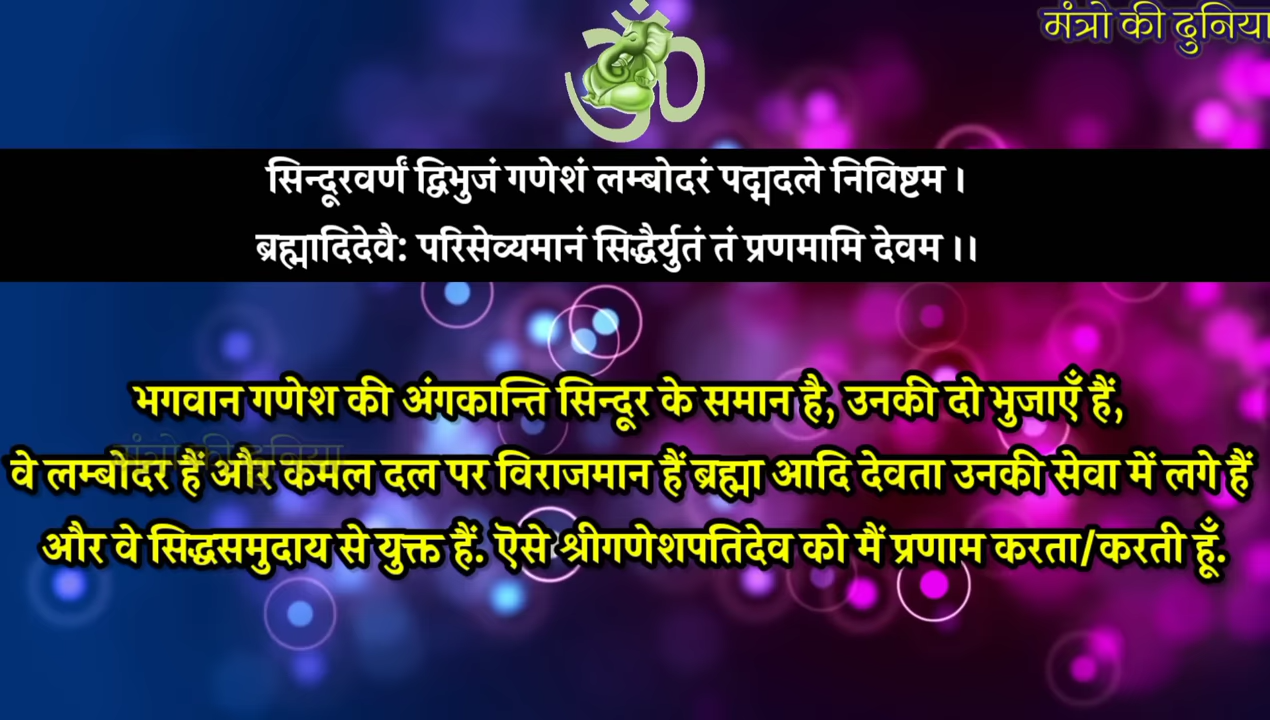 मंत्रो की दुनिया
सिन्दूरवर्णं द्विभुजं गणेशं लम्बोदरं पद्मदले निविष्टम ।
ब्रह्मादिदेवै: परिसेव्यमानं सिद्धैर्युतं तं प्रणमामि देवम ।।
भगवान गणेश की अंगकान्ति सिन्दूर के समान है, उनकी दो भुजाएँ हैं,
मंत्रो की दुनिया
वे लम्बोदर हैं और कमल दल पर विराजमान हैं ब्रह्मा आदि देवता उनकी सेवा में लगे हैं
और वे सिद्धसमुदाय से युक्त हैं. ऎसे श्रीगणेशपतिदेव को मैं प्रणाम करता/करती हूँ.